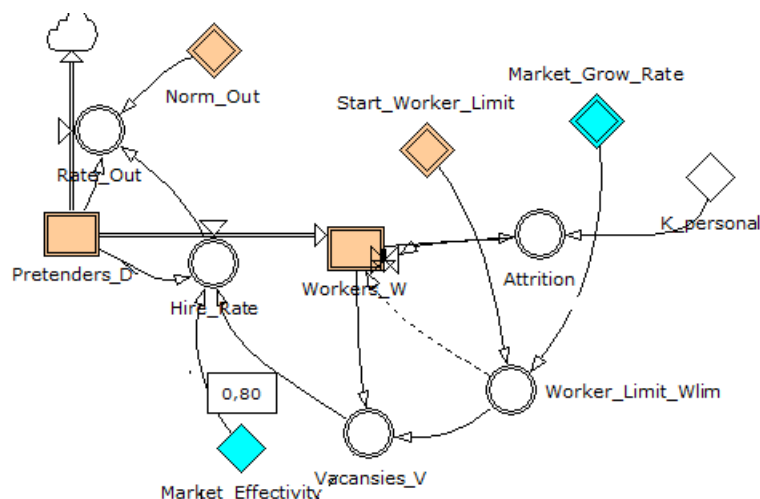 Market_Grow_Rate
Norm_Out
Start_Worker_Limit
Rate_Out
K_personal
Pretenders_D
Workers_W
Attrition
Hire_Rate
0,80
Worker_Limit_Wlim
Vacansies_V
Market_Effectivity